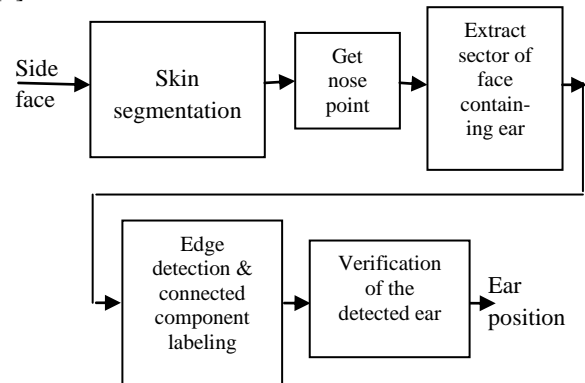 Side
face
Skin
segmentation
Get
nose
point
Extract
sector of
face
contain-
ing ear
Edge
detection &
connected
component
labeling
Verification
of the
detected ear
Ear
position